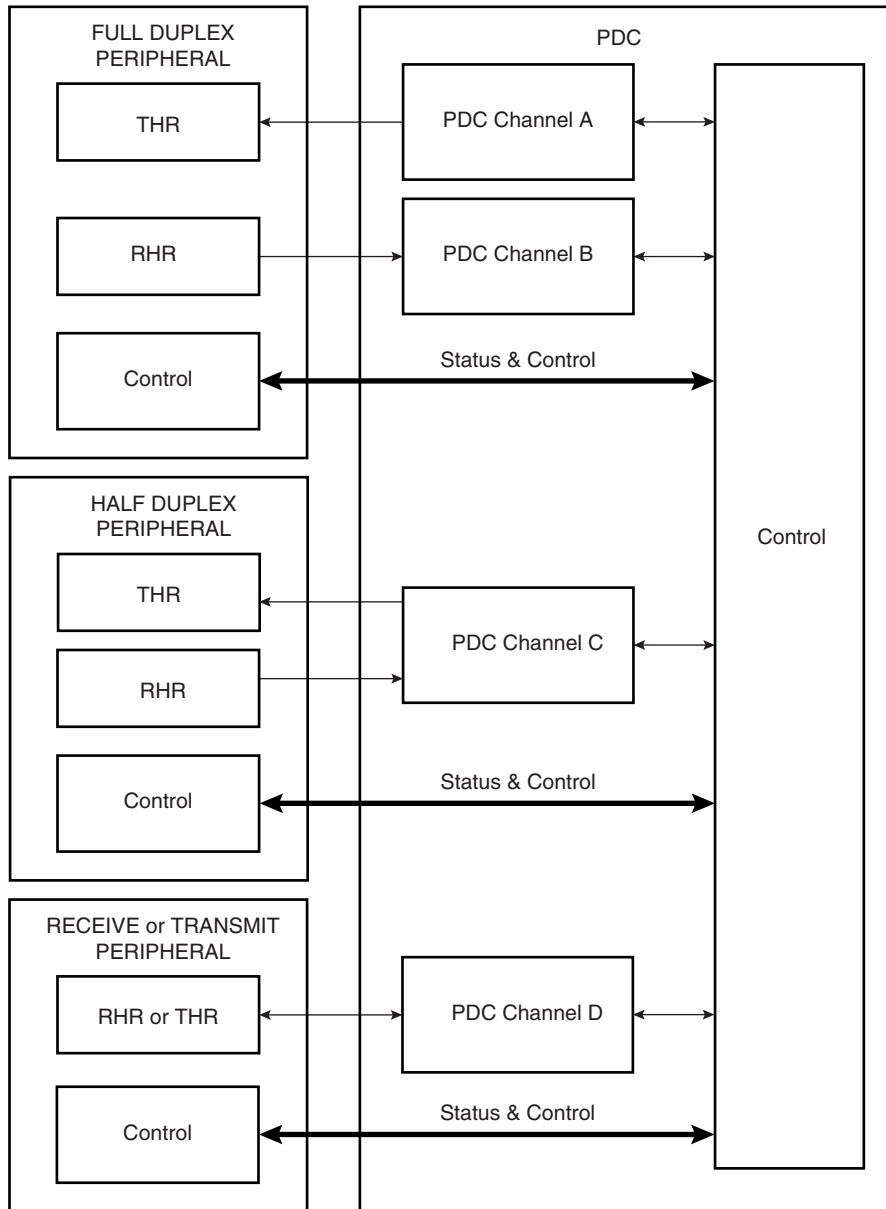 FULL DUPLEX
PERIPHERAL
THR
RHR
Control
PDC
PDC Channel A
PDC Channel B
Status & Control
Control
HALF DUPLEX
PERIPHERAL
THR
RHR
Control
PDC Channel C
Status & Control
RECEIVE or TRANSMIT
PERIPHERAL
RHR or THR
Control
PDC Channel D
Status & Control